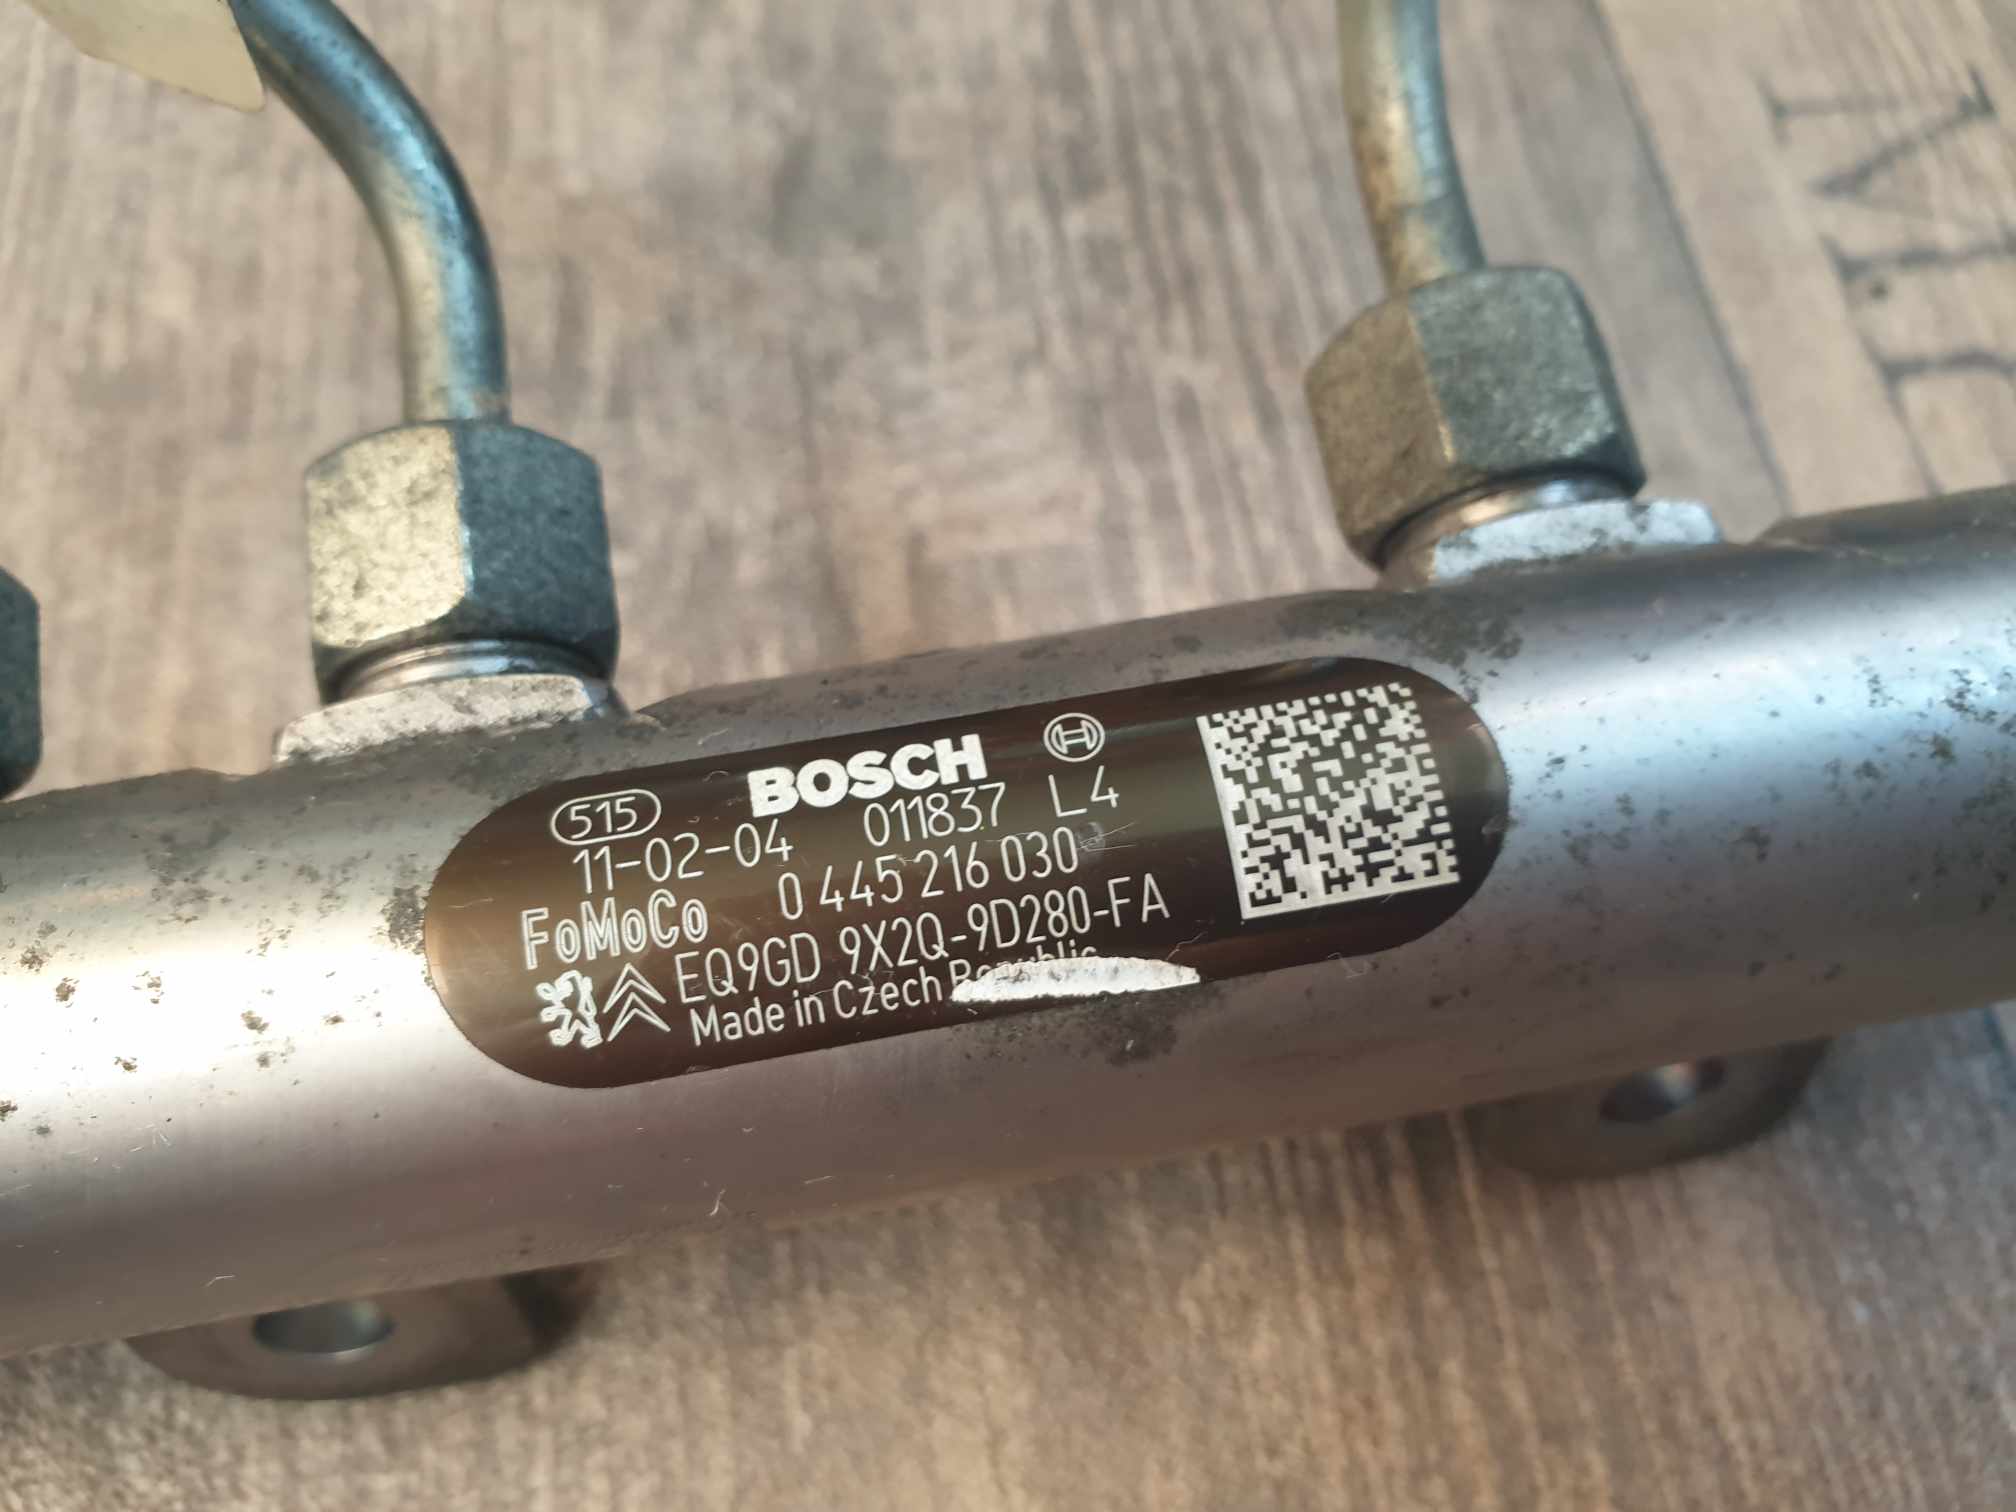 515 BOSCH
11-02-04 011837 L4
FoMoCo 0 445 216 030
EQ9GD 9X2Q-9D280-FA
Made in Czech Republic